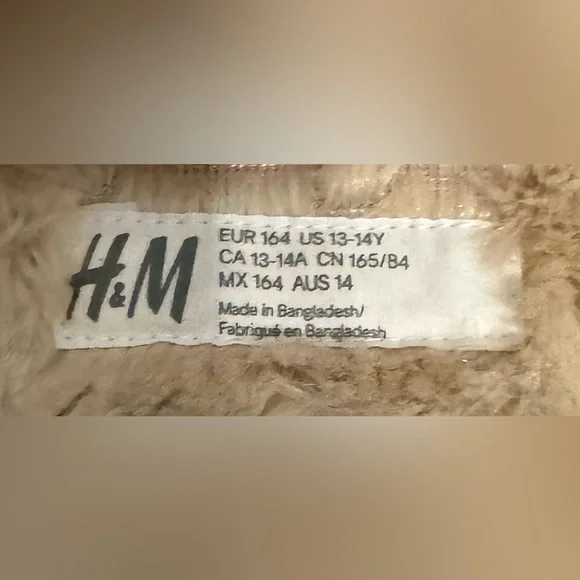 H&M
EUR 164 US 13-14Y
CA 13-14A CN 165/84
MX 164 AUS 14
Made in Bangladesh/
Fabriqué en Bangladesh